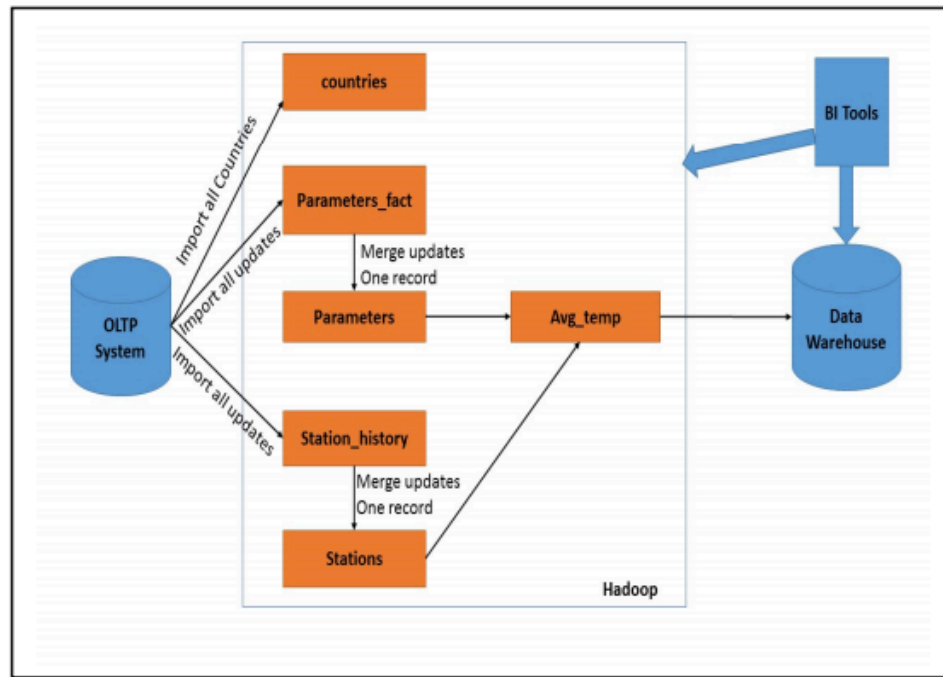 countries
BI Tools
Import all Countries
Parameters_fact
Import all updates
Merge updates
One record
OLTP
System
Parameters
Avg_temp
Data
Warehouse
Import all updates
Station_history
Merge updates
One record
Stations
Hadoop